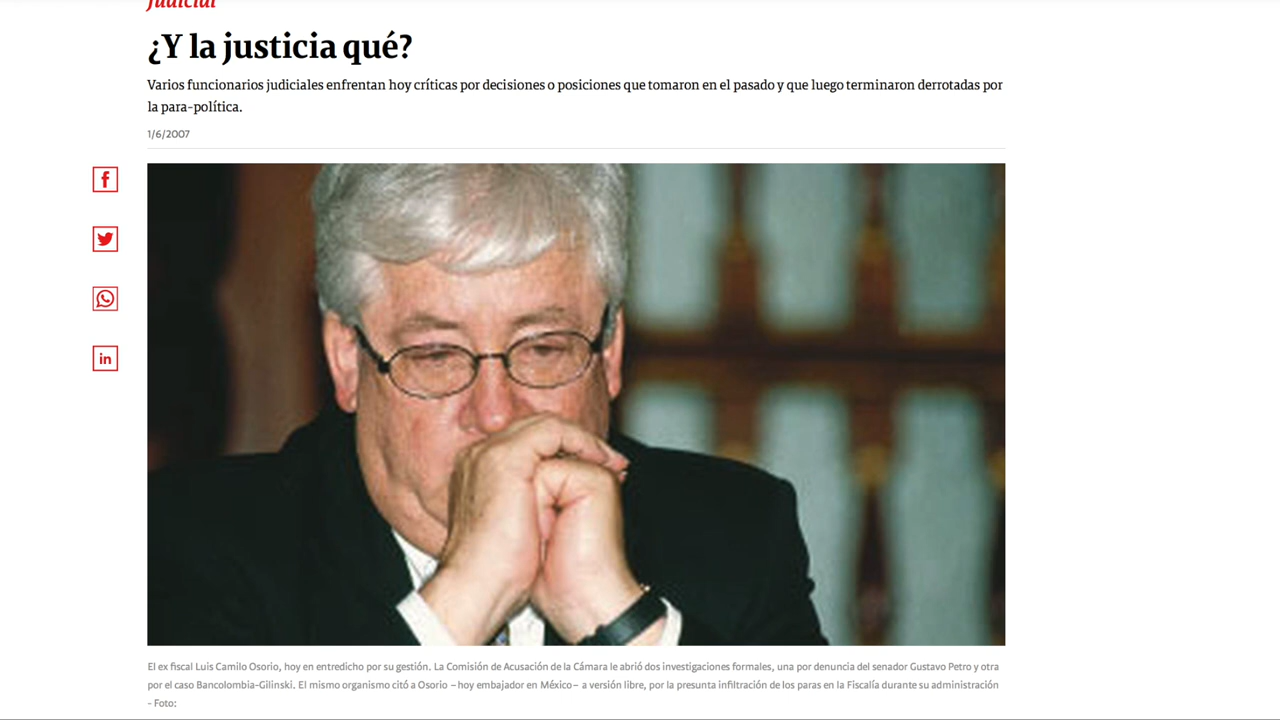 Judicial
¿Y la justicia qué?
Varios funcionarios judiciales enfrentan hoy críticas por decisiones o posiciones que tomaron en el pasado y que luego terminaron derrotadas por
la para-política.
1/6/2007
f
in
El ex fiscal Luis Camilo Osorio, hoy en entredicho por su gestión. La Comisión de Acusación de la Cámara le abrió dos investigaciones formales, una por denuncia del senador Gustavo Petro y otra
por el caso Bancolombia-Gilinski. El mismo organismo citó a Osorio –hoy embajador en México– a versión libre, por la presunta infiltración de los paras en la Fiscalía durante su administración
- Foto: